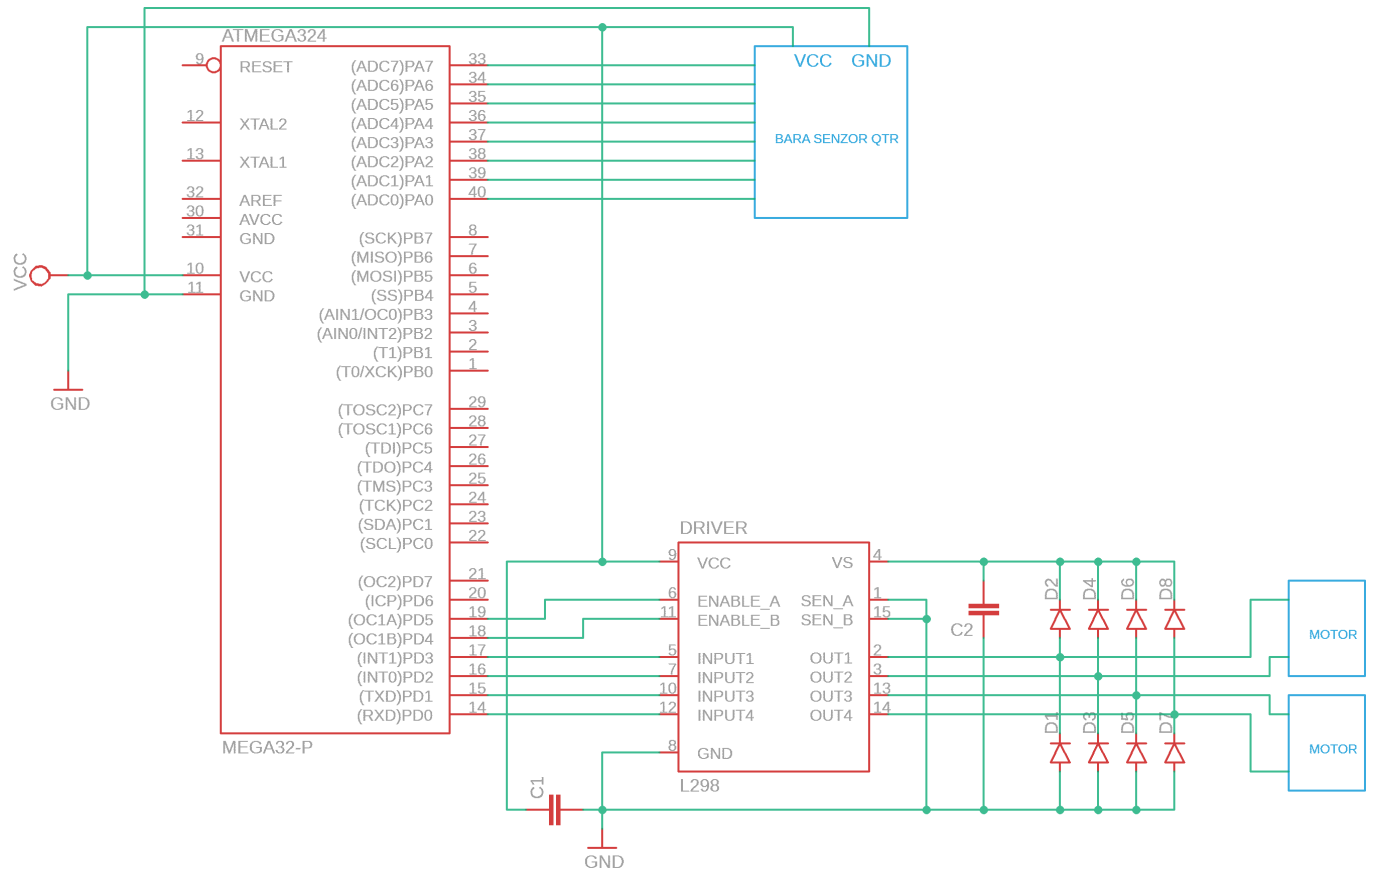 ATMEGA324
9
RESET
12
XTAL2
13
XTAL1
32
AREF
30
AVCC
31
GND
10
VCC
11
GND
VCC
GND
(ADC7)PA7
33
(ADC6)PA6
34
(ADC5)PA5
35
(ADC4)PA4
36
(ADC3)PA3
37
(ADC2)PA2
38
(ADC1)PA1
39
(ADC0)PA0
40
(SCK)PB7
8
(MISO)PB6
7
(MOSI)PB5
6
(SS)PB4
5
(AIN1/OC0)PB3
4
(AIN0/INT2)PB2
3
(T1)PB1
2
(T0/XCK)PB0
1
(TOSC2)PC7
29
(TOSC1)PC6
28
(TDI)PC5
27
(TDO)PC4
26
(TMS)PC3
25
(TCK)PC2
24
(SDA)PC1
23
(SCL)PC0
22
(OC2)PD7
21
(ICP)PD6
20
(OC1A)PD5
19
(OC1B)PD4
18
(INT1)PD3
17
(INT0)PD2
16
(TXD)PD1
15
(RXD)PD0
14
MEGA32-P
VCC GND
BARA SENZOR QTR
DRIVER
9
VCC
6
ENABLE_A
11
ENABLE_B
5
INPUT1
7
INPUT2
10
INPUT3
12
INPUT4
8
GND
VS
4
SEN_A
1
SEN_B
15
OUT1
2
OUT2
3
OUT3
13
OUT4
14
L298
C1
GND
C2
D2
D4
D6
D8
D1
D3
D5
D7
MOTOR
MOTOR